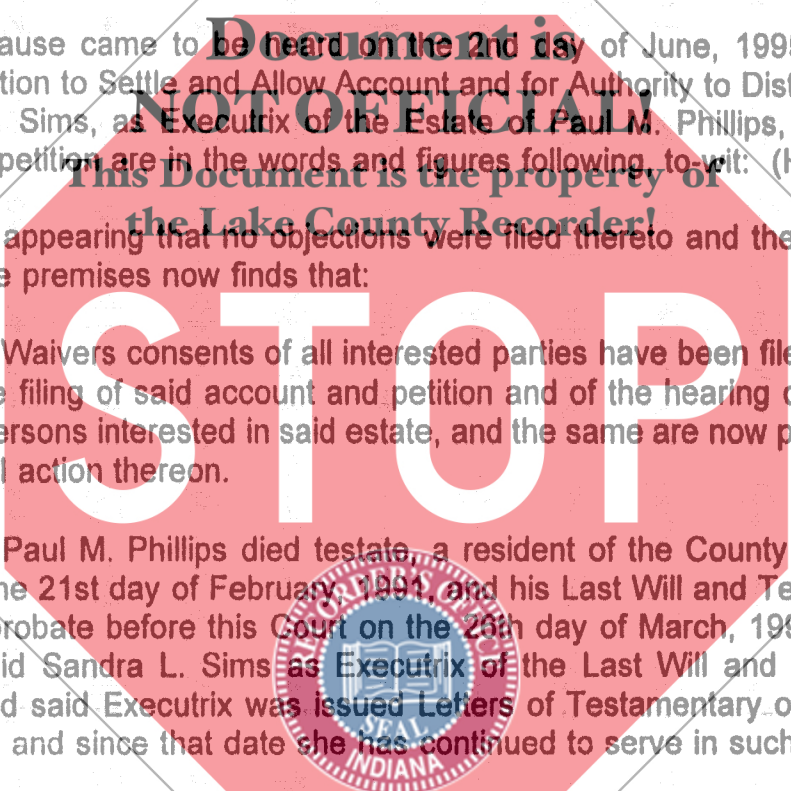 ause came to be heard on the 2nd day of June, 199
Document is
tion to Settle and Allow Account and for Authority to Dist
NOT OFFICIAL!
Sims, as Executrix of the Estate of Paul M. Phillips,
petition are in the words and figures following, to-wit: (H
This Document is the property of
the Lake County Recorder!
appearing that no objections were filed thereto and the
e premises now finds that:
STOP
Waivers consents of all interested parties have been file
e filing of said account and petition and of the hearing o
ersons interested in said estate, and the same are now p
l action thereon.
Paul M. Phillips died testate, a resident of the County
he 21st day of February, 1991, and his Last Will and Te
robate before this Court on the 26th day of March, 199
id Sandra L. Sims as Executrix of the Last Will and
d said Executrix was issued Letters of Testamentary o
and since that date she has continued to serve in such
RECORDER'S OFFICE
SEAL
INDIANA